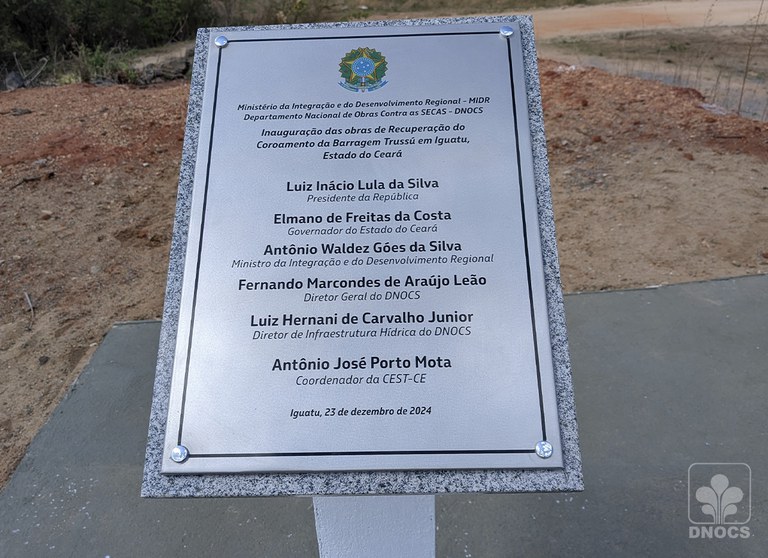 Ministério da Integração e do Desenvolvimento Regional - MIDR
Departamento Nacional de Obras Contra as SECAS - DNOCS
Inauguração das obras de Recuperação do
Coroamento da Barragem Trussú em Iguatu,
Estado do Ceará
Luiz Inácio Lula da Silva
Presidente da República
Elmano de Freitas da Costa
Governador do Estado do Ceará
Antônio Waldez Góes da Silva
Ministro da Integração e do Desenvolvimento Regional
Fernando Marcondes de Araújo Leão
Diretor Geral do DNOCS
Luiz Hernani de Carvalho Junior
Diretor de Infraestrutura Hídrica do DNOCS
Antônio José Porto Mota
Coordenador da CEST-CE
Iguatu, 23 de dezembro de 2024
DNOCS